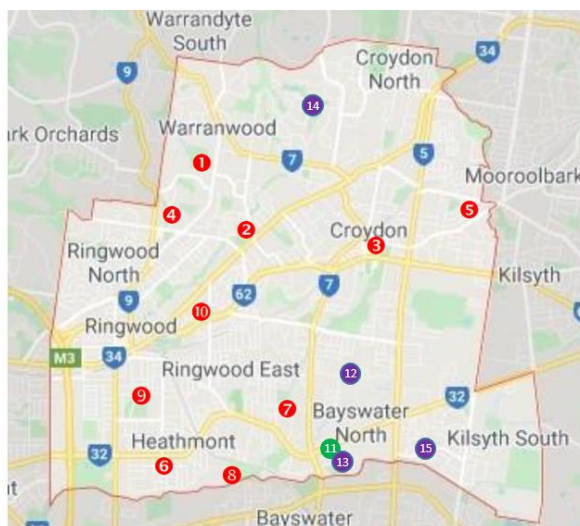 Warrandyte
South
34
Croydon
North
9
14
ark Orchards
Warranwood
7
5
1
Mooroolbark
4
5
2
Croydon
3
Ringwood
North
Kilsyth
7
9
62
10
Ringwood
M3
34
Ringwood East
12
9
32
7
Bayswater
North
Heathmont
11
15
Kilsyth South
32
6
13
8
Bayswater